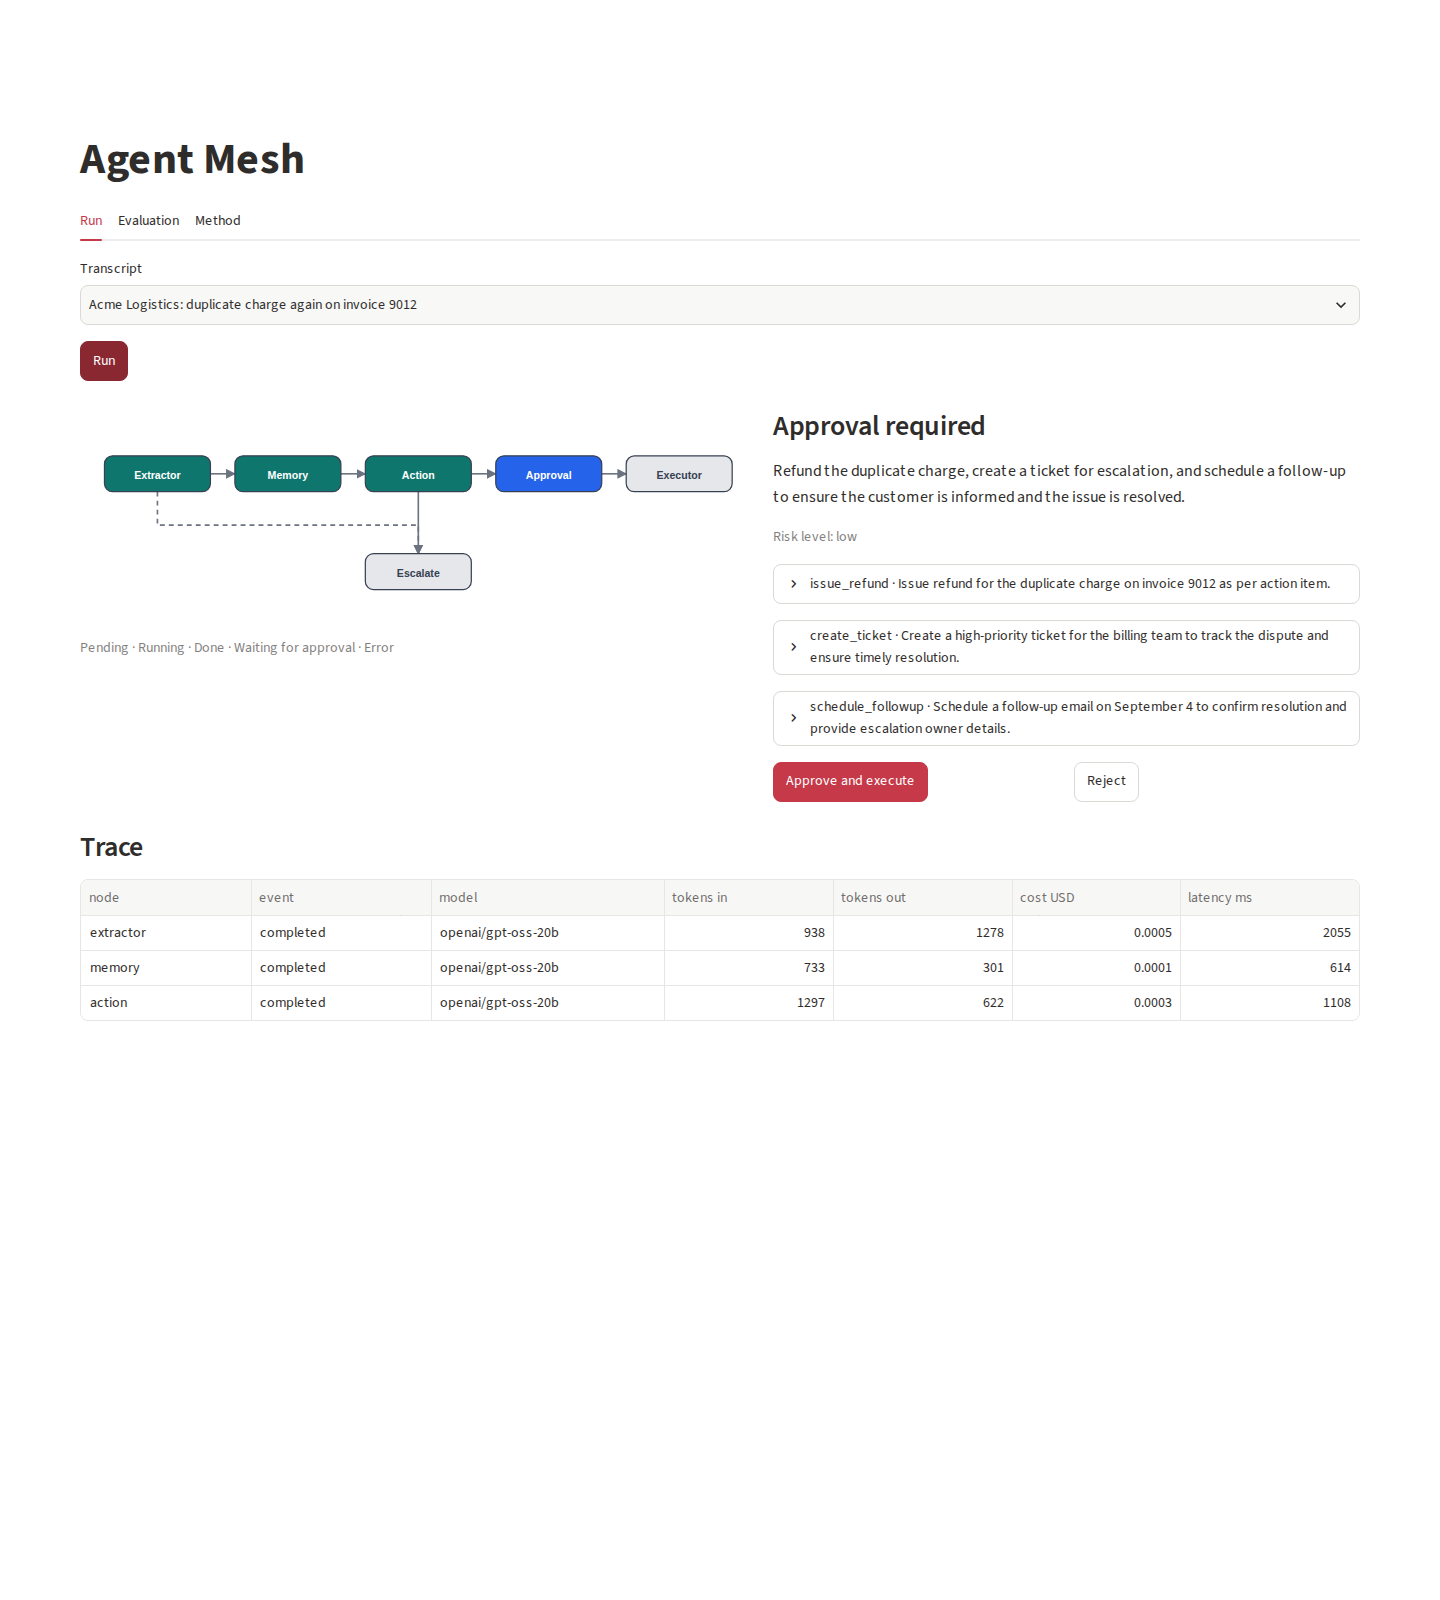 Agent Mesh
Run Evaluation Method
Transcript
Acme Logistics: duplicate charge again on invoice 9012
Run
Extractor Memory Action Approval Executor
Escalate
Pending · Running · Done · Waiting for approval · Error
Approval required
Refund the duplicate charge, create a ticket for escalation, and schedule a follow-up
to ensure the customer is informed and the issue is resolved.
Risk level: low
issue_refund · Issue refund for the duplicate charge on invoice 9012 as per action item.
create_ticket · Create a high-priority ticket for the billing team to track the dispute and
ensure timely resolution.
schedule_followup · Schedule a follow-up email on September 4 to confirm resolution and
provide escalation owner details.
Approve and execute Reject
Trace
node event model tokens in tokens out cost USD latency ms
extractor completed openai/gpt-oss-20b 938 1278 0.0005 2055
memory completed openai/gpt-oss-20b 733 301 0.0001 614
action completed openai/gpt-oss-20b 1297 622 0.0003 1108